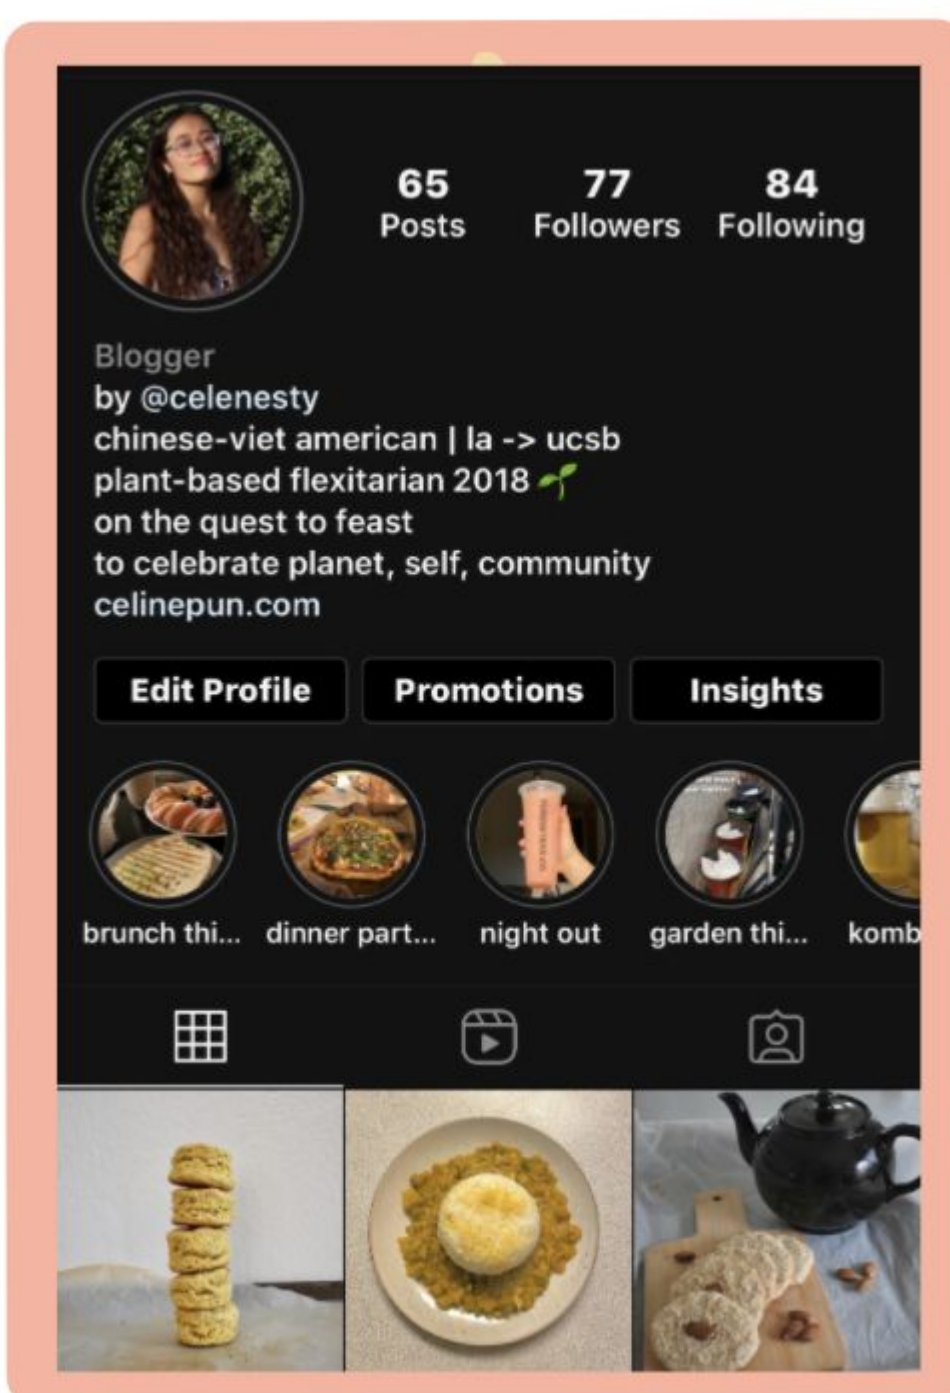 65 77 84
Posts Followers Following
Blogger
by @celenesty
chinese-viet american | la -> ucsb
plant-based flexitarian 2018 🌱
on the quest to feast
to celebrate planet, self, community
celinepun.com
Edit Profile Promotions Insights
brunch thi... dinner part... night out garden thi... komb